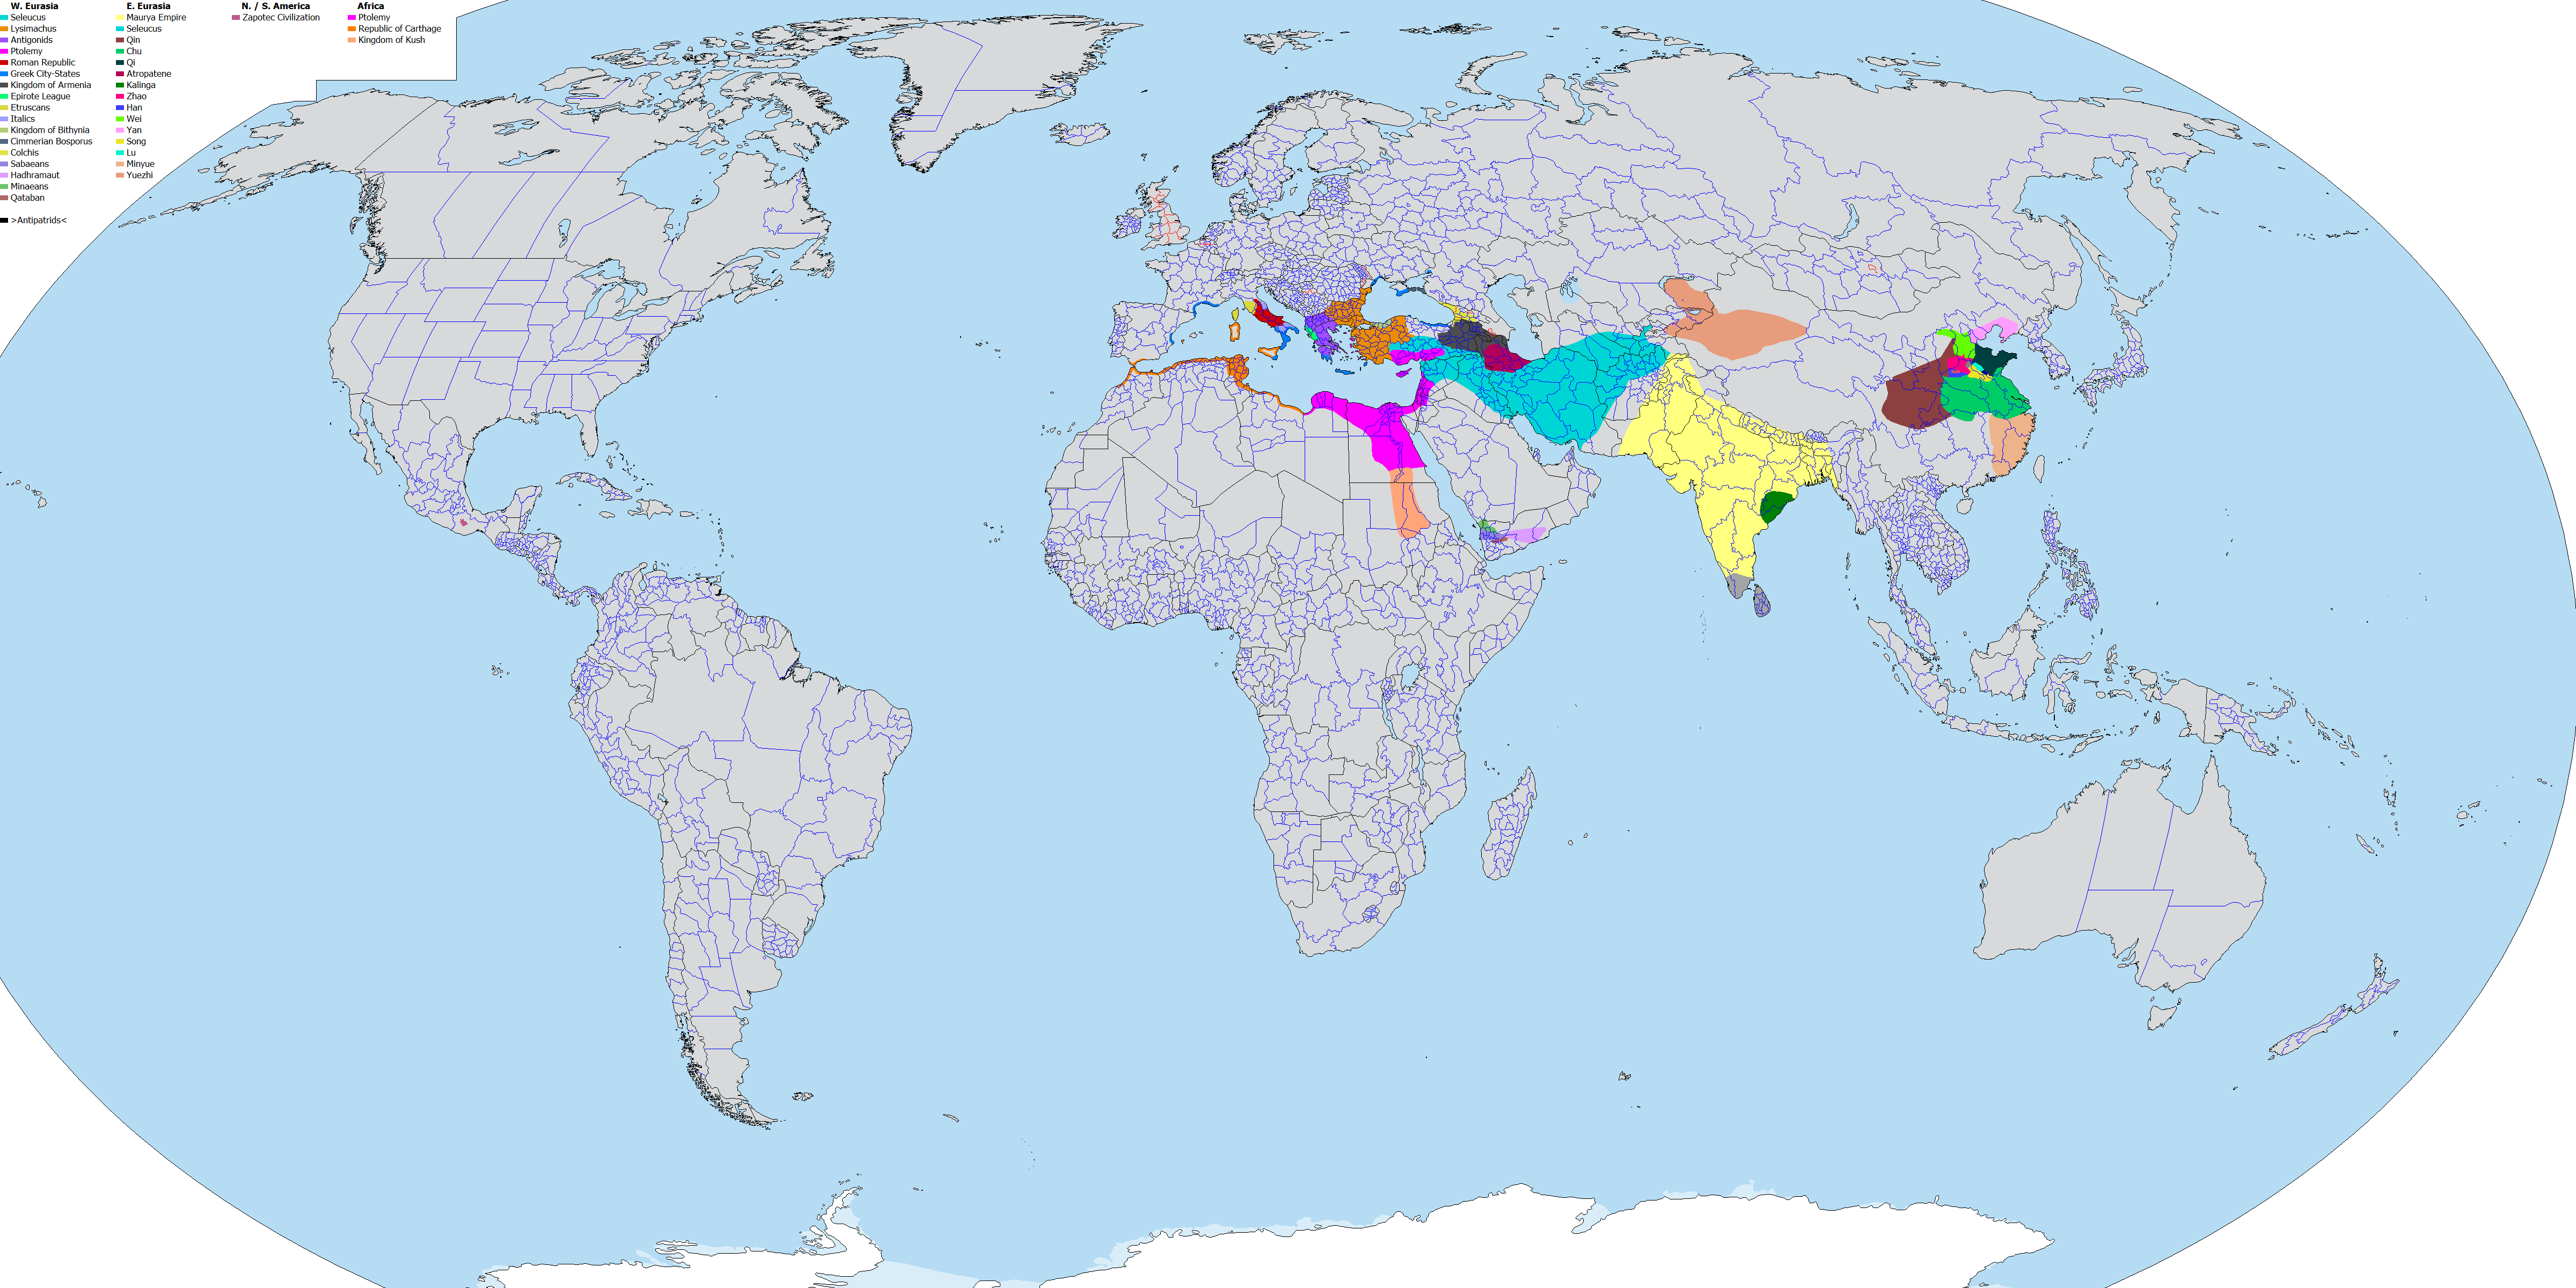 W. Eurasia
Seleucus
Lysimachus
Antigonids
Ptolemy
Roman Republic
Greek City-States
Kingdom of Armenia
Epirote League
Etruscans
Italics
Kingdom of Bithynia
Cimmerian Bosporus
Colchis
Sabaeans
Hadhramaut
Minaeans
Qataban
>Antipatrids<
E. Eurasia
Maurya Empire
Seleucus
Qin
Chu
Qi
Atropatene
Kalinga
Zhao
Han
Wei
Yan
Song
Lu
Minyue
Yuezhi
N. / S. America
Zapotec Civilization
Africa
Ptolemy
Republic of Carthage
Kingdom of Kush